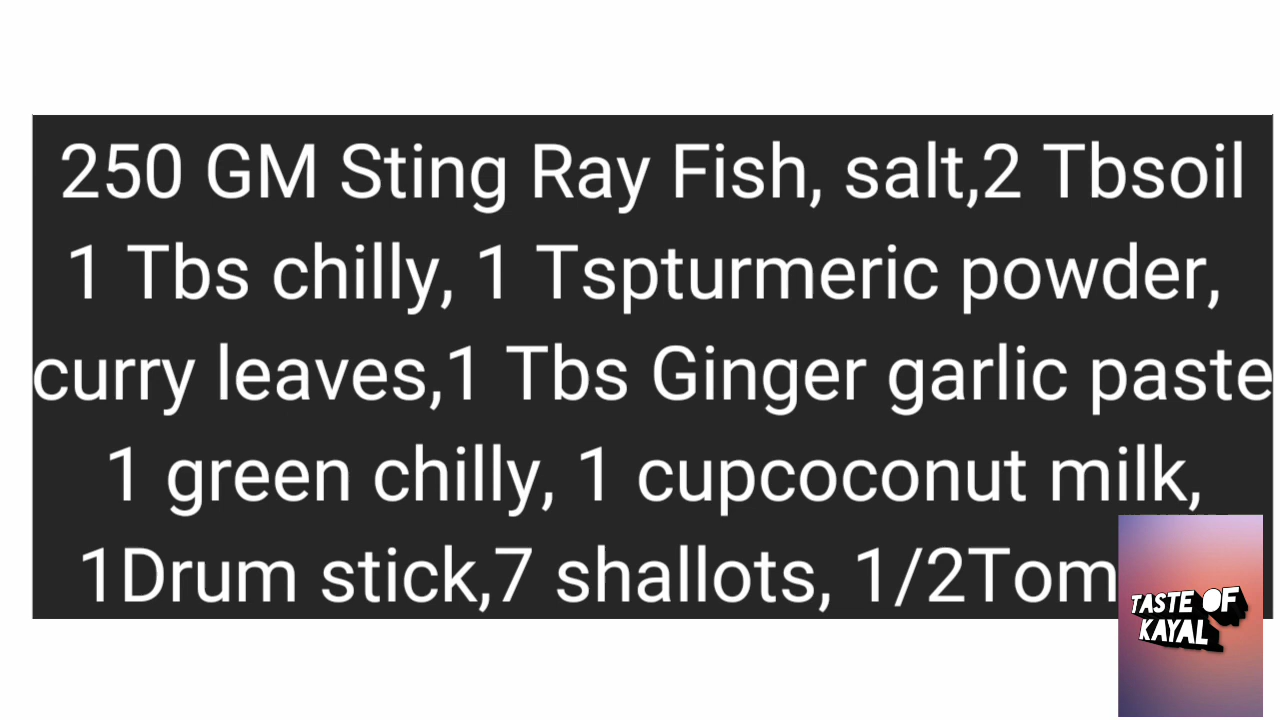 250 GM Sting Ray Fish, salt,2 Tbsoil
1 Tbs chilly, 1 Tspturmeric powder,
curry leaves,1 Tbs Ginger garlic paste
1 green chilly, 1 cupcoconut milk,
1Drum stick,7 shallots, 1/2Tom
TASTE OF
KAYAL